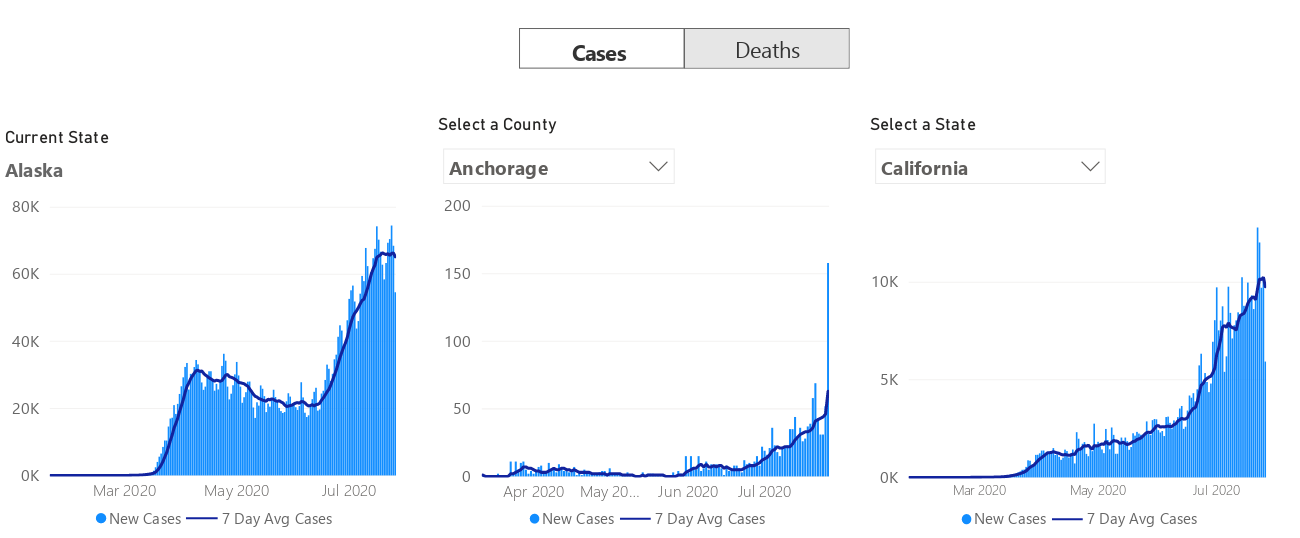 Cases
Deaths
Current State
Alaska
80K
60K
40K
20K
0K
Mar 2020
May 2020
Jul 2020
New Cases
7 Day Avg Cases
Select a County
Anchorage
200
150
100
50
0
Apr 2020
May 20...
Jun 2020
Jul 2020
New Cases
7 Day Avg Cases
Select a State
California
10K
5K
0K
Mar 2020
May 2020
Jul 2020
New Cases
7 Day Avg Cases